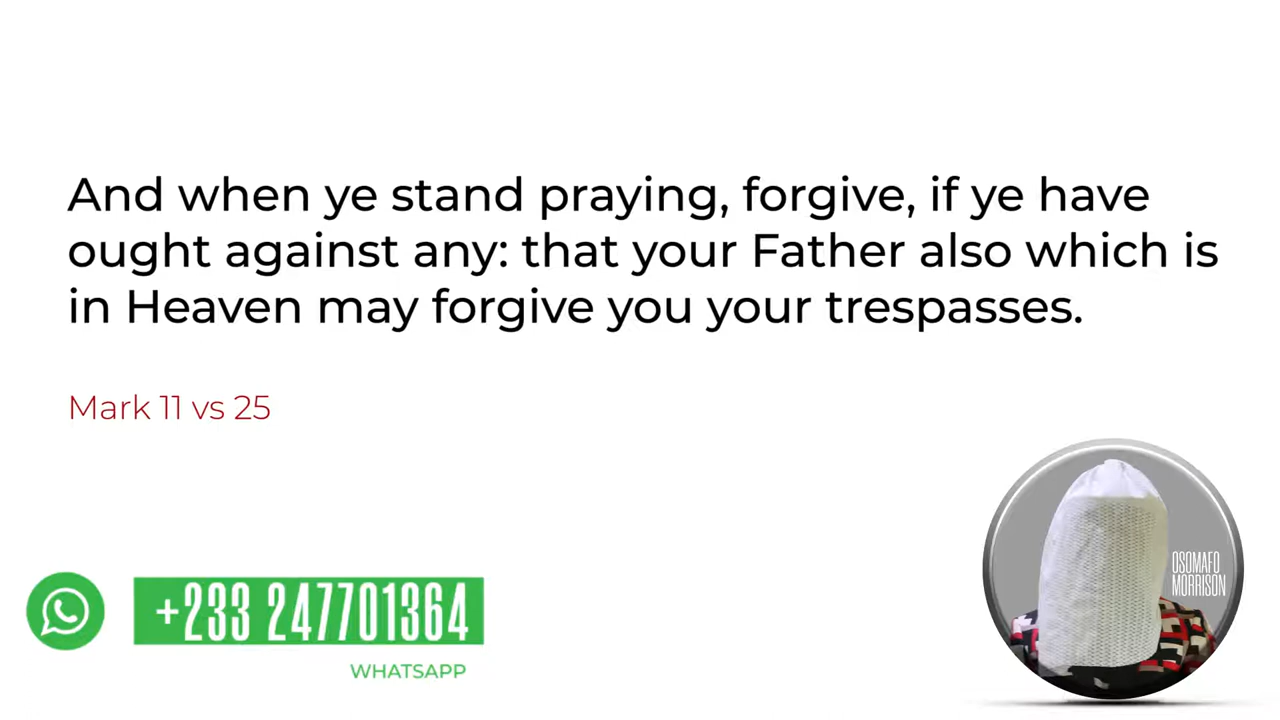 And when ye stand praying, forgive, if ye have
ought against any: that your Father also which is
in Heaven may forgive you your trespasses.
Mark 11 vs 25
OSOMAFO
MORRISON
+233 247701364
WHATSAPP